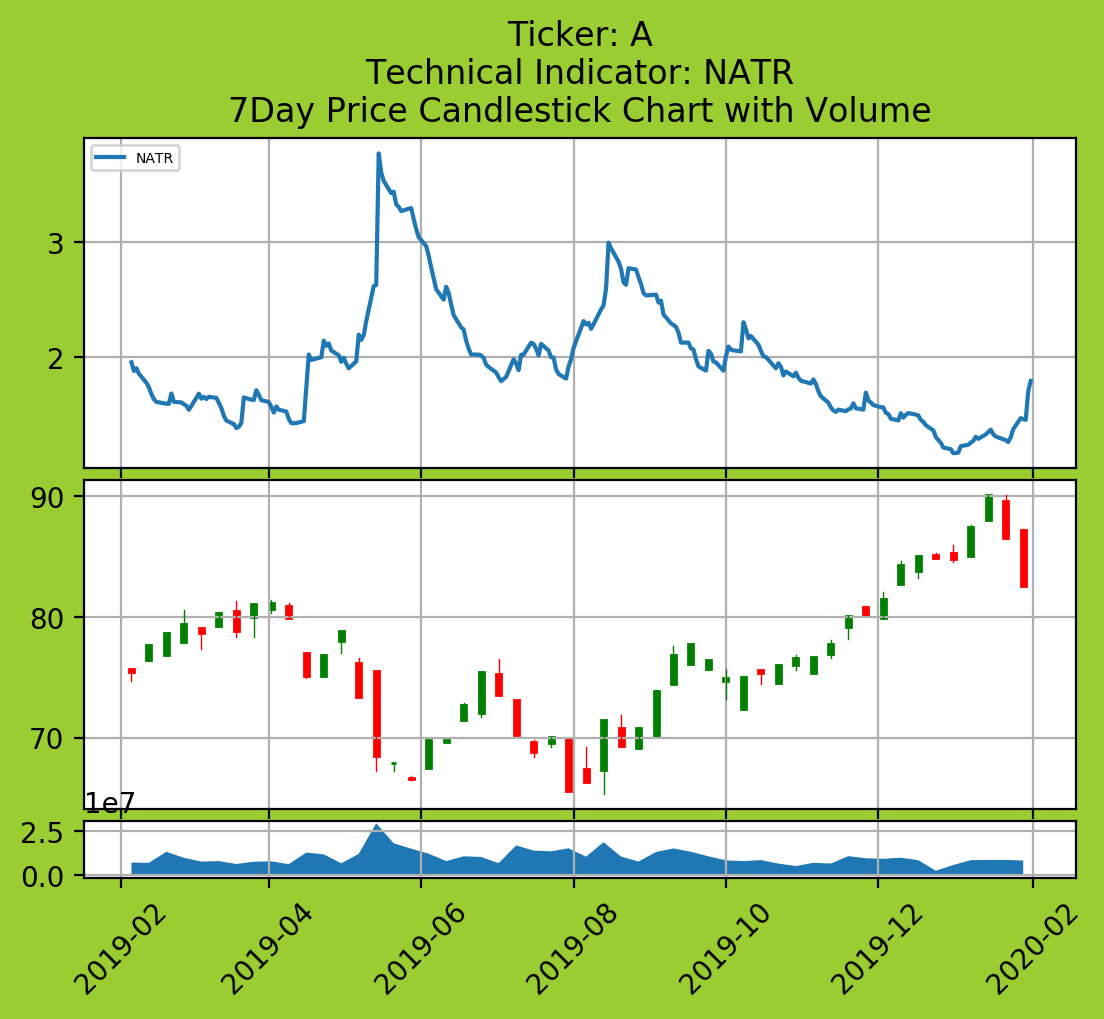 Ticker: A
Technical Indicator: NATR
7Day Price Candlestick Chart with Volume
NATR
3
2
90
80
70
1e7
2.5
0.0
2019-02
2019-04
2019-06
2019-08
2019-10
2019-12
2020-02